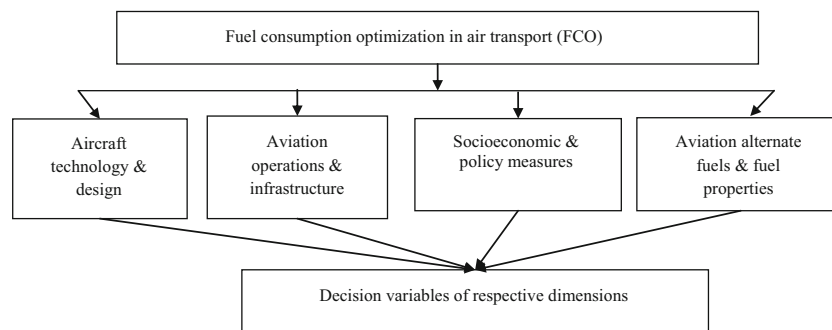 Fuel consumption optimization in air transport (FCO)
Aircraft
technology &
design
Aviation
operations &
infrastructure
Socioeconomic &
policy measures
Aviation alternate
fuels & fuel
properties
Decision variables of respective dimensions